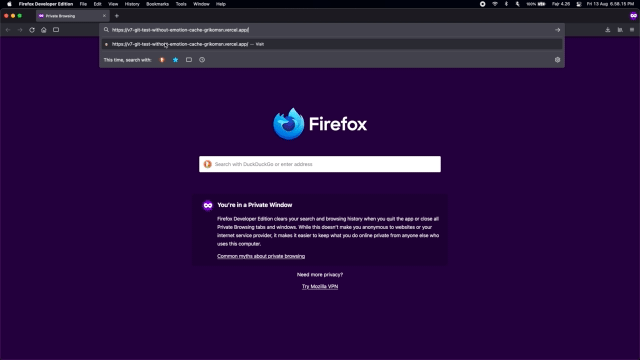 Firefox Developer Edition File Edit View History Bookmarks Tools Window Help
100% Feb 4.26 Fri 13 Aug 6.58.15 PM
Private Browsing
https://v7-git-test-without-emotion-cache-grikomsn.vercel.app/
https://v7-git-test-without-emotion-cache-grikomsn.vercel.app/ — Visit
This time, search with:
Firefox
Search with DuckDuckGo or enter address
You're in a Private Window
Firefox Developer Edition clears your search and browsing history when you quit the app or close all
Private Browsing tabs and windows. While this doesn't make you anonymous to websites or your
internet service provider, it makes it easier to keep what you do online private from anyone else who
uses this computer.
Common myths about private browsing
Need more privacy?
Try Mozilla VPN